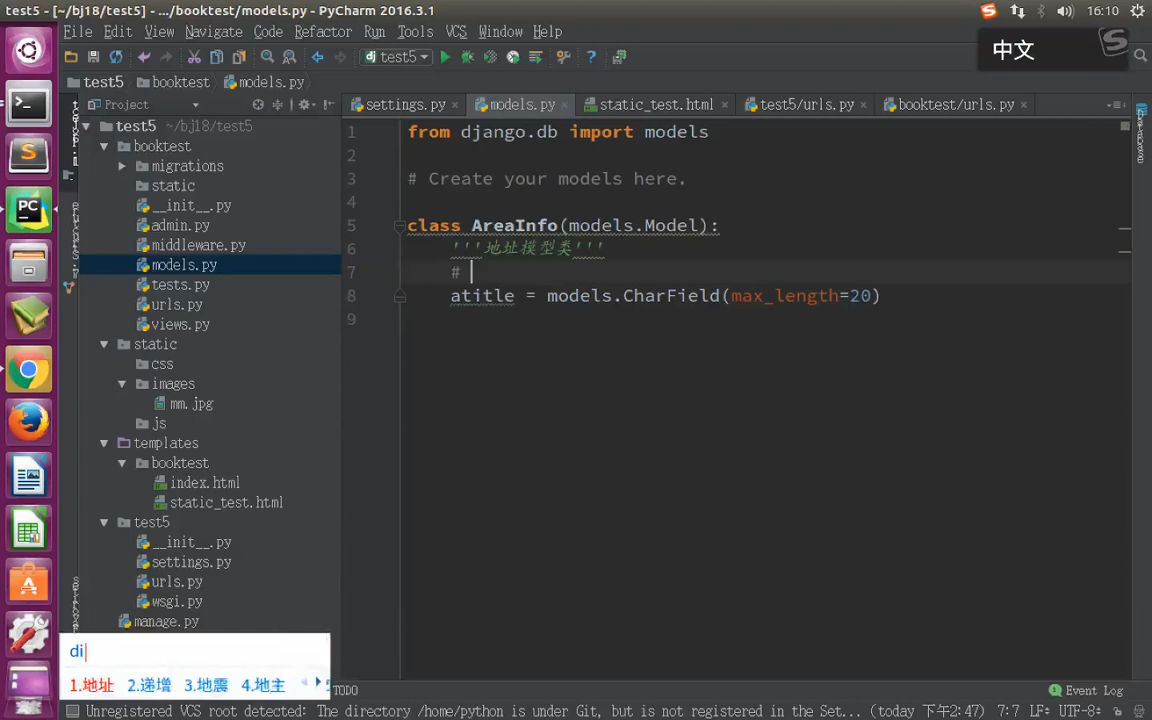 test5 - [~/bj18/test5] - .../booktest/models.py - PyCharm 2016.3.1
16:10
File Edit View Navigate Code Refactor Run Tools VCS Window Help
中文
dj test5
test5 booktest models.py
Project
settings.py models.py static_test.html test5/urls.py booktest/urls.py
test5 ~/bj18/test5
booktest
migrations
static
__init__.py
admin.py
middleware.py
models.py
tests.py
urls.py
views.py
static
css
images
mm.jpg
js
templates
booktest
index.html
static_test.html
test5
__init__.py
settings.py
urls.py
wsgi.py
manage.py
1 from django.db import models
2
3 # Create your models here.
4
5 class AreaInfo(models.Model):
6 '''地址模型类'''
7 #
8 atitle = models.CharField(max_length=20)
9
di
1.地址 2.递增 3.地震 4.地主
TODO
Event Log
Unregistered VCS root detected: The directory /home/python is under Git, but is not registered in the Set... (today 下午2:47) 7:7 LF: UTF-8: